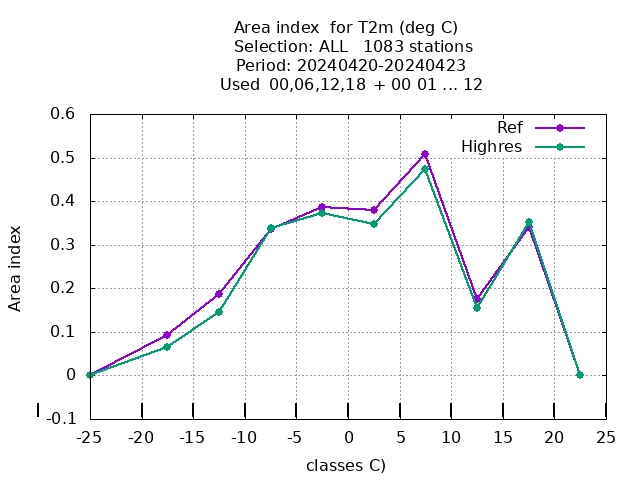 Area index  for T2m (deg C)
Selection: ALL   1083 stations
Period: 20240420-20240423
Used  00,06,12,18  + 00 01 ... 12
Ref
Highres
0.6
0.5
0.4
0.3
0.2
0.1
0
-0.1
Area index
-25 -20 -15 -10 -5 0 5 10 15 20 25
classes C)